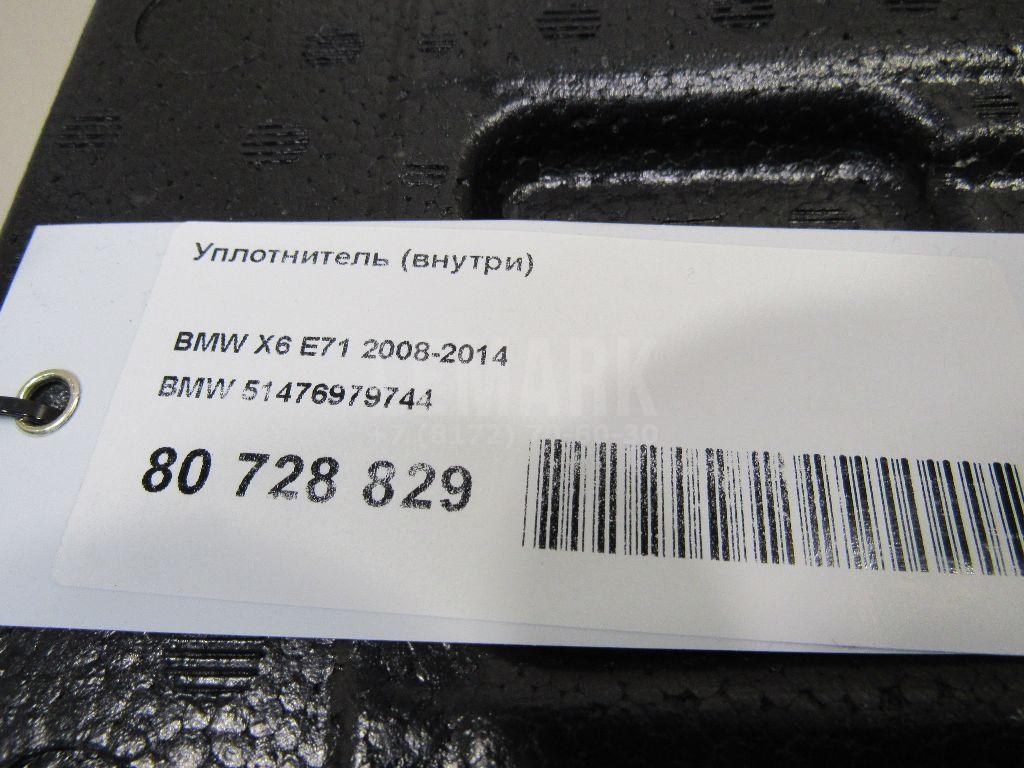 Уплотнитель (внутри)
BMW X6 E71 2008-2014
BMW 51476979744
80 728 829